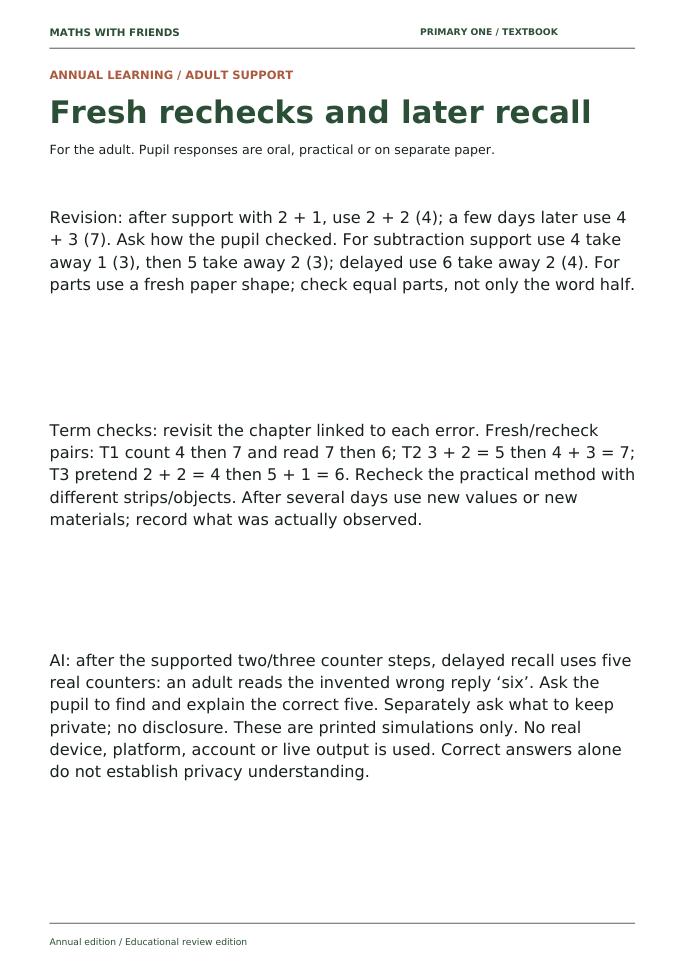 MATHS WITH FRIENDS
PRIMARY ONE / TEXTBOOK
ANNUAL LEARNING / ADULT SUPPORT
Fresh rechecks and later recall
For the adult. Pupil responses are oral, practical or on separate paper.
Revision: after support with 2 + 1, use 2 + 2 (4); a few days later use 4
+ 3 (7). Ask how the pupil checked. For subtraction support use 4 take
away 1 (3), then 5 take away 2 (3); delayed use 6 take away 2 (4). For
parts use a fresh paper shape; check equal parts, not only the word half.
Term checks: revisit the chapter linked to each error. Fresh/recheck
pairs: T1 count 4 then 7 and read 7 then 6; T2 3 + 2 = 5 then 4 + 3 = 7;
T3 pretend 2 + 2 = 4 then 5 + 1 = 6. Recheck the practical method with
different strips/objects. After several days use new values or new
materials; record what was actually observed.
AI: after the supported two/three counter steps, delayed recall uses five
real counters: an adult reads the invented wrong reply ‘six’. Ask the
pupil to find and explain the correct five. Separately ask what to keep
private; no disclosure. These are printed simulations only. No real
device, platform, account or live output is used. Correct answers alone
do not establish privacy understanding.
Annual edition / Educational review edition